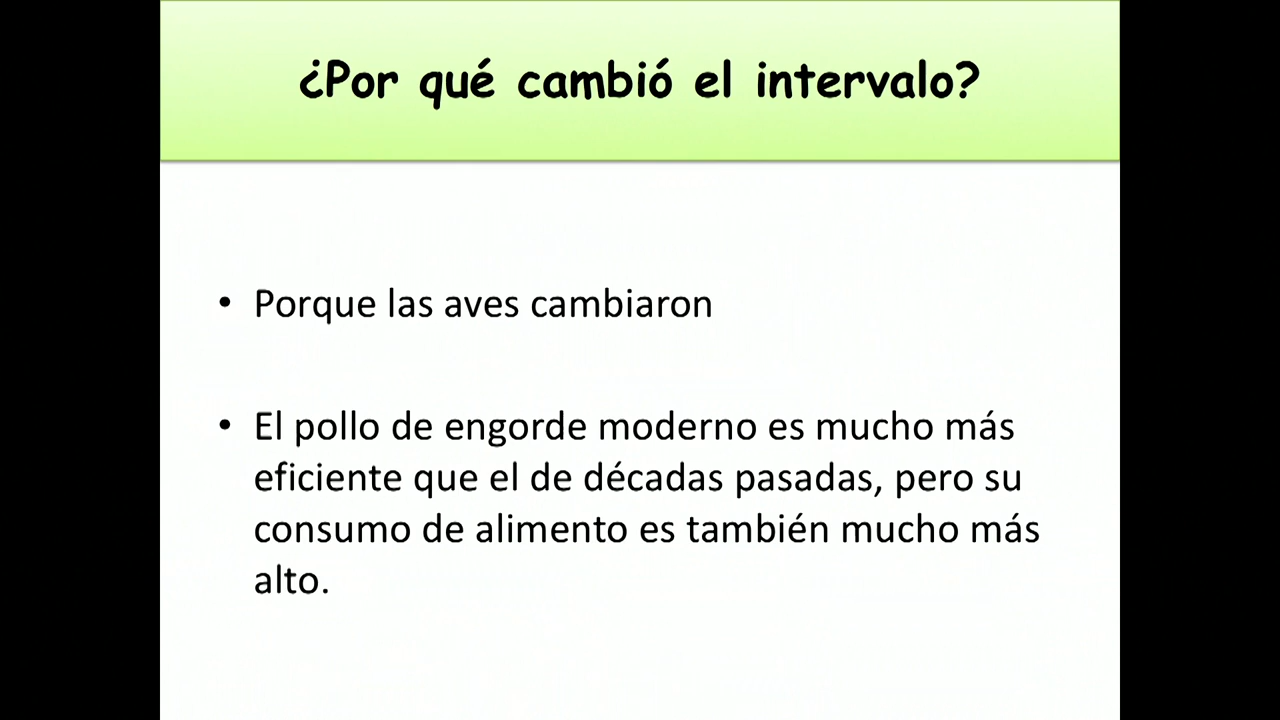 ¿Por qué cambió el intervalo?
• Porque las aves cambiaron
• El pollo de engorde moderno es mucho más
eficiente que el de décadas pasadas, pero su
consumo de alimento es también mucho más
alto.